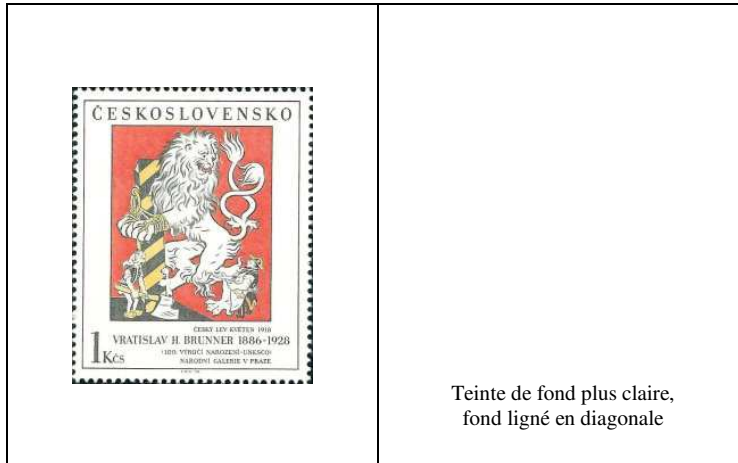 ČESKOSLOVENSKO
ČESKÝ LEV KVĚTEN 1918
VRATISLAV H. BRUNNER 1886-1928
(100. VÝROČÍ NAROZENÍ-UNESCO)
NÁRODNÍ GALERIE V PRAZE
1 Kčs
Teinte de fond plus claire,
fond ligné en diagonale